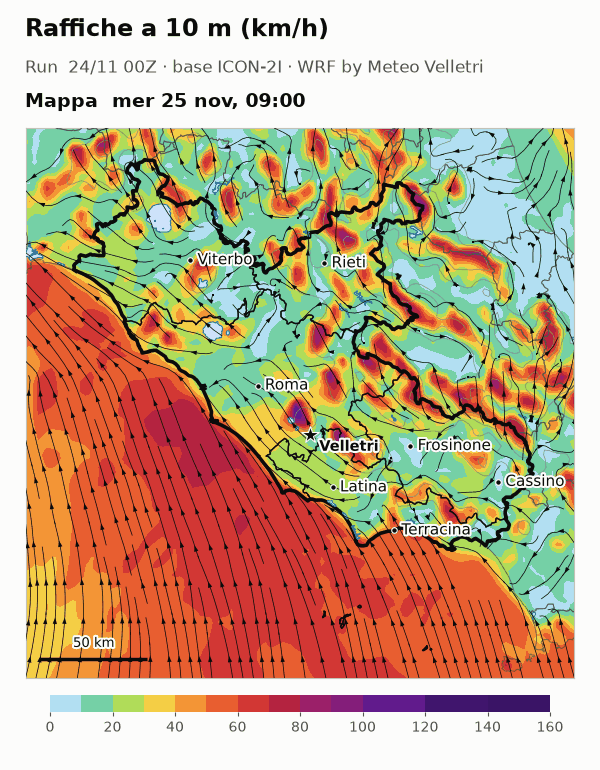 Raffiche a 10 m (km/h)
Run 24/11 00Z · base ICON-2I · WRF by Meteo Velletri
Mappa mer 25 nov, 09:00
Viterbo
Rieti
Roma
Velletri
Frosinone
Cassino
Latina
Terracina
50 km
0 20 40 60 80 100 120 140 160